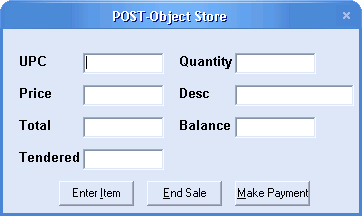 POST-Object Store
UPC Quantity
Price Desc
Total Balance
Tendered
Enter Item End Sale Make Payment